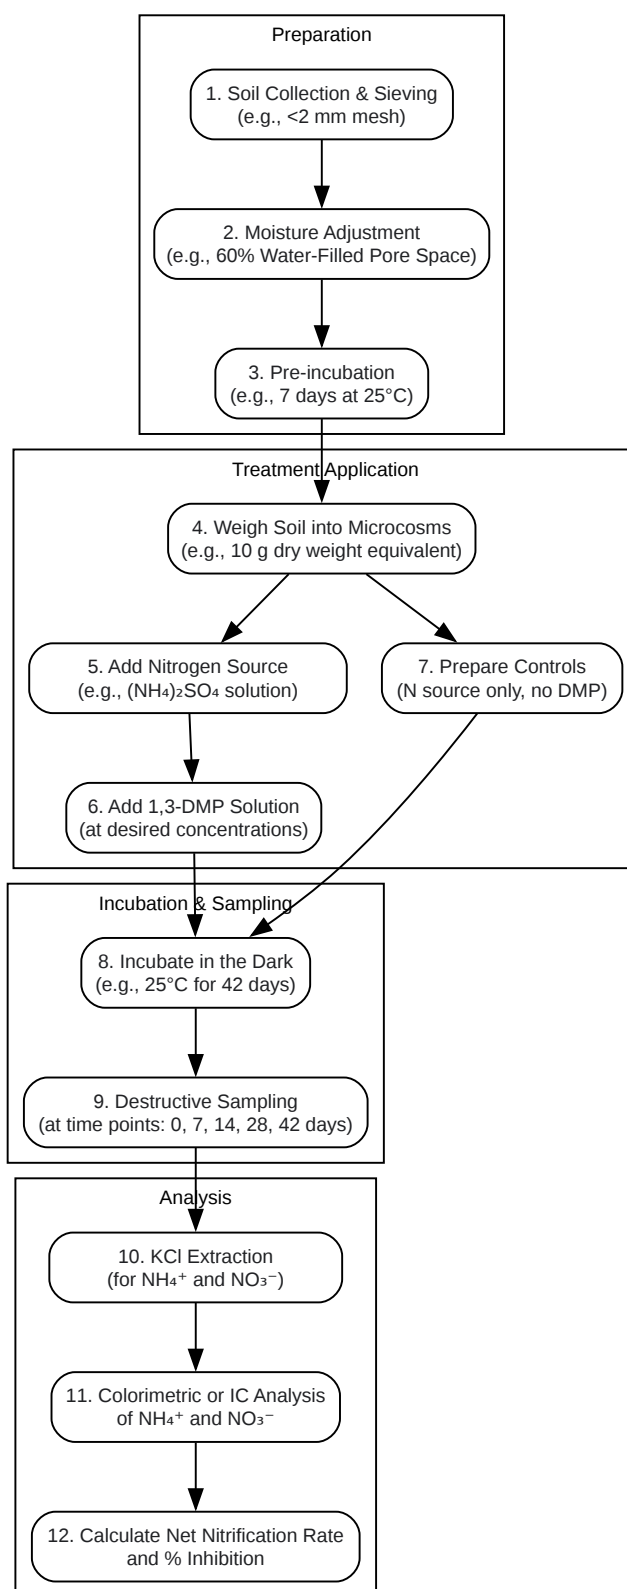 Preparation
1. Soil Collection & Sieving
(e.g., <2 mm mesh)
2. Moisture Adjustment
(e.g., 60% Water-Filled Pore Space)
3. Pre-incubation
(e.g., 7 days at 25°C)
Treatment Application
4. Weigh Soil into Microcosms
(e.g., 10 g dry weight equivalent)
5. Add Nitrogen Source
(e.g., (NH₄)₂SO₄ solution)
7. Prepare Controls
(N source only, no DMP)
6. Add 1,3-DMP Solution
(at desired concentrations)
Incubation & Sampling
8. Incubate in the Dark
(e.g., 25°C for 42 days)
9. Destructive Sampling
(at time points: 0, 7, 14, 28, 42 days)
Analysis
10. KCl Extraction
(for NH₄⁺ and NO₃⁻)
11. Colorimetric or IC Analysis
of NH₄⁺ and NO₃⁻
12. Calculate Net Nitrification Rate
and % Inhibition